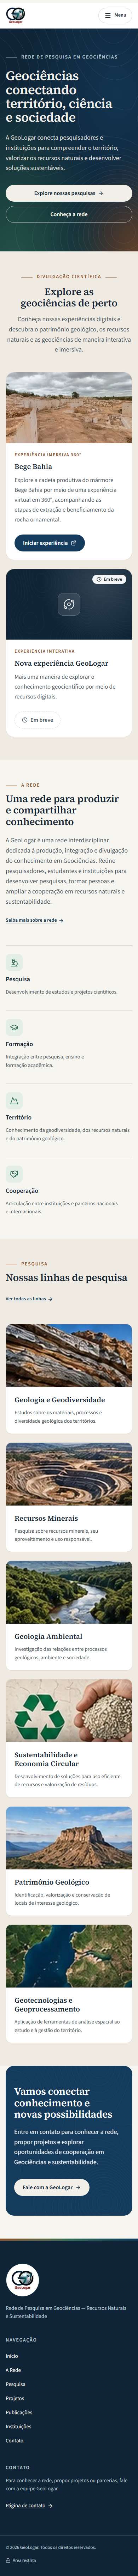 GeoLogar
Menu
REDE DE PESQUISA EM GEOCIÊNCIAS
Geociências
conectando
território, ciência
e sociedade
A GeoLogar conecta pesquisadores e
instituições para compreender o território,
valorizar os recursos naturais e desenvolver
soluções sustentáveis.
Explore nossas pesquisas
Conheça a rede
DIVULGAÇÃO CIENTÍFICA
Explore as
geociências de perto
Conheça nossas experiências digitais e
descubra o patrimônio geológico, os recursos
naturais e as geociências de maneira interativa
e imersiva.
EXPERIÊNCIA IMERSIVA 360°
Bege Bahia
Explore a cadeia produtiva do mármore
Bege Bahia por meio de uma experiência
virtual em 360°, acompanhando as
etapas de extração e beneficiamento da
rocha ornamental.
Iniciar experiência
Em breve
EXPERIÊNCIA INTERATIVA
Nova experiência GeoLogar
Mais uma maneira de explorar o
conhecimento geocientífico por meio de
recursos digitais.
Em breve
A REDE
Uma rede para produzir
e compartilhar
conhecimento
A GeoLogar é uma rede interdisciplinar
dedicada à produção, integração e difusão de
conhecimento em Geociências. Reúne
pesquisadores, estudantes e instituições para
desenvolver pesquisas, formar pessoas e
ampliar a cooperação em recursos naturais e
sustentabilidade.
Saiba mais sobre a rede
Pesquisa
Desenvolvimento de estudos e projetos científicos.
Formação
Integração entre pesquisa, ensino e
formação acadêmica.
Território
Conhecimento da geodiversidade, dos recursos naturais
e do patrimônio geológico.
Cooperação
Articulação entre instituições e parceiros nacionais
e internacionais.
PESQUISA
Nossas linhas de pesquisa
Ver todas as linhas
Geologia e Geodiversidade
Estudos sobre os materiais, processos e
diversidade geológica dos territórios.
Recursos Minerais
Pesquisa sobre recursos minerais, seu
aproveitamento e uso responsável.
Geologia Ambiental
Investigação das relações entre processos
geológicos, ambiente e sociedade.
Sustentabilidade e
Economia Circular
Desenvolvimento de soluções para uso eficiente
de recursos e valorização de resíduos.
Patrimônio Geológico
Identificação, valorização e conservação de
locais de interesse geológico.
Geotecnologias e
Geoprocessamento
Aplicação de ferramentas de análise espacial ao
estudo e à gestão do território.
Vamos conectar
conhecimento e
novas possibilidades
Entre em contato para conhecer a rede,
propor projetos e explorar
oportunidades de cooperação em
Geociências e sustentabilidade.
Fale com a GeoLogar
GeoLogar
Rede de Pesquisa em Geociências — Recursos Naturais
e Sustentabilidade
NAVEGAÇÃO
Início
A Rede
Pesquisa
Projetos
Publicações
Instituições
Contato
CONTATO
Para conhecer a rede, propor projetos ou parcerias, fale
com a equipe GeoLogar.
Página de contato
© 2026 GeoLogar. Todos os direitos reservados.
Área restrita